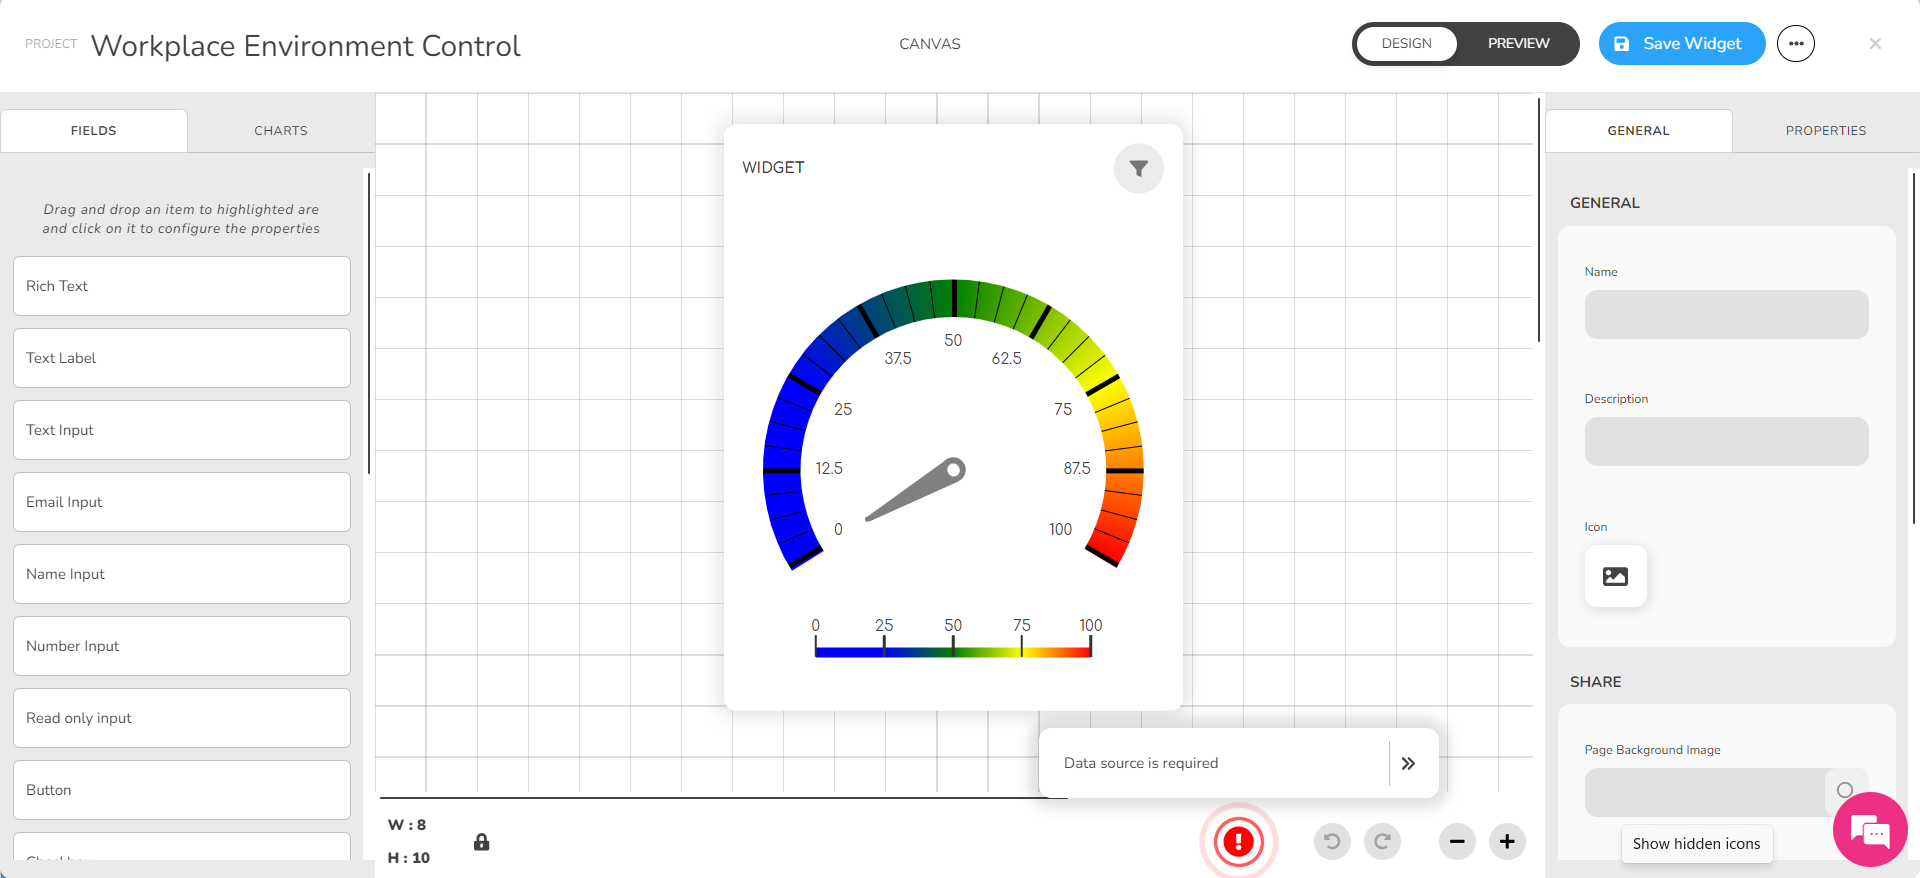 PROJECT Workplace Environment Control
CANVAS
DESIGN
PREVIEW
Save Widget
FIELDS
CHARTS
Drag and drop an item to highlighted are
and click on it to configure the properties
Rich Text
Text Label
Text Input
Email Input
Name Input
Number Input
Read only input
Button
WIDGET
50
37.5
62.5
25
75
12.5
87.5
0
100
0 25 50 75 100
Data source is required
W : 8
H : 10
GENERAL
PROPERTIES
GENERAL
Name
Description
Icon
SHARE
Page Background Image
Show hidden icons